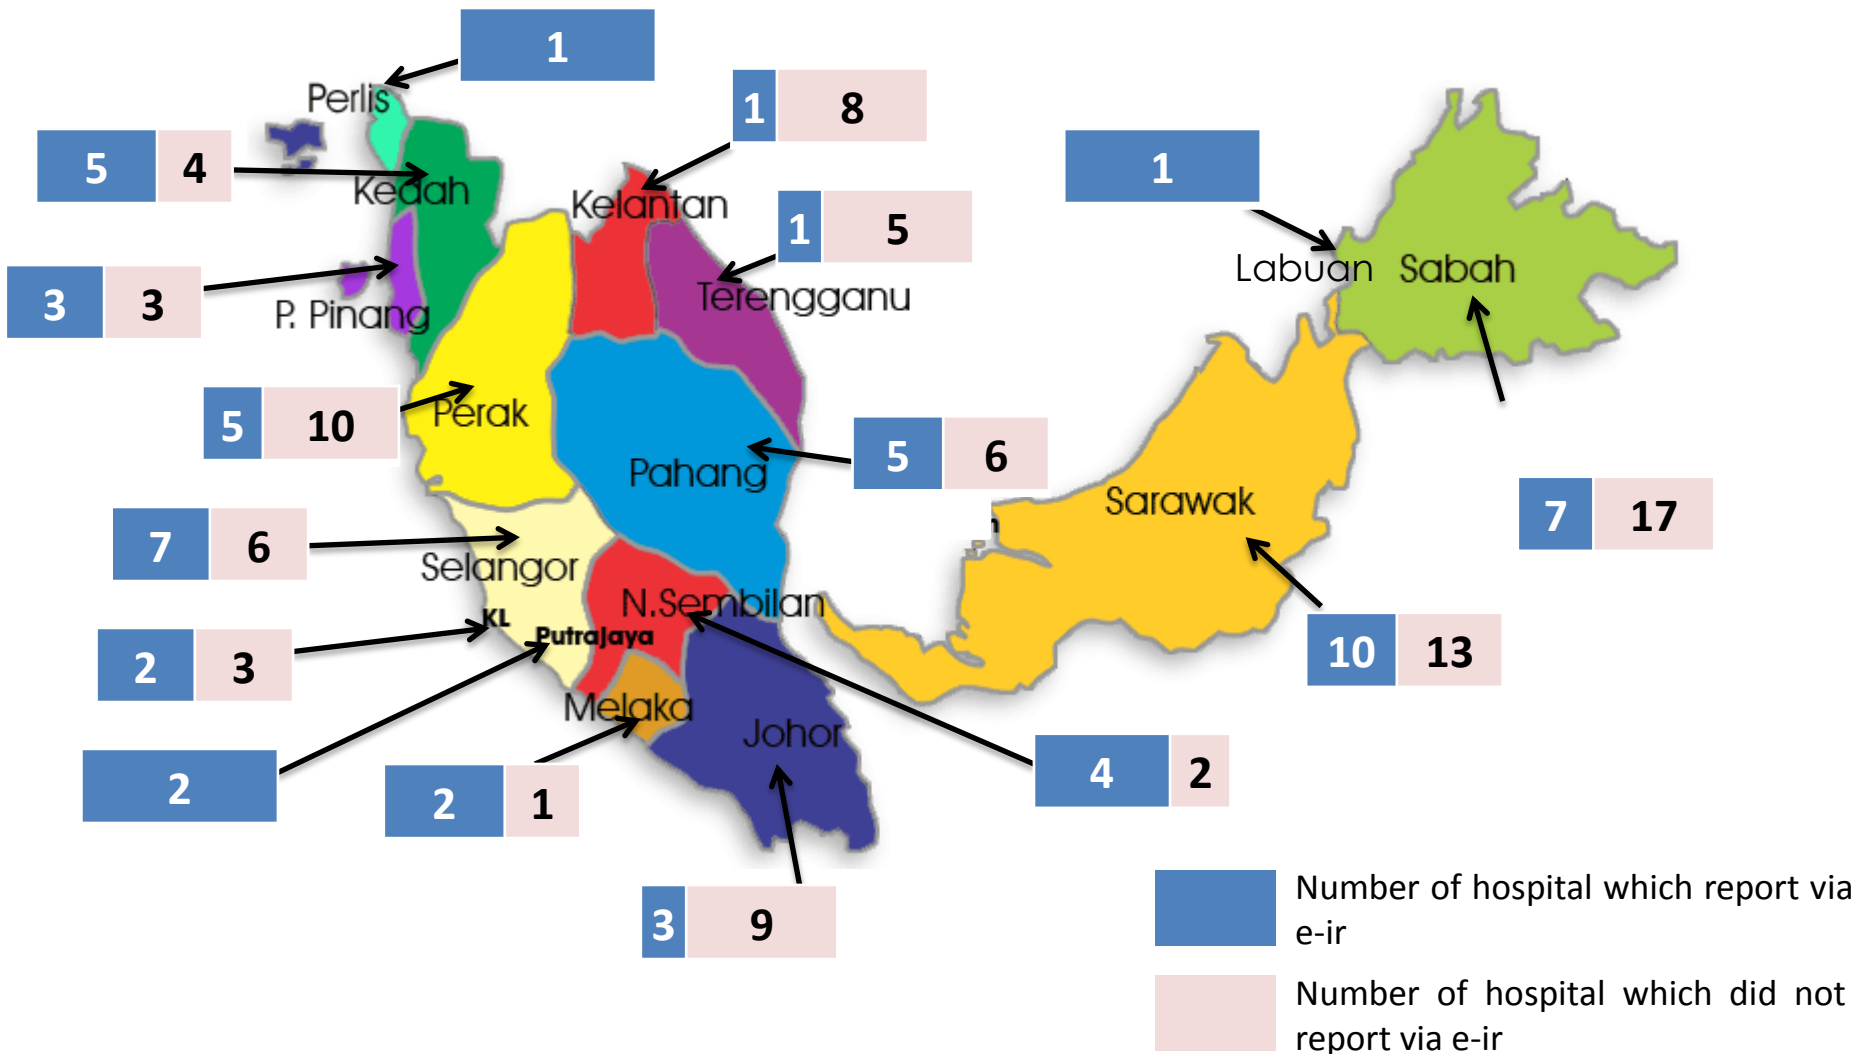 1
Perlis
1 8
5 4
1
Kedah
Kelantan
1 5
Labuan Sabah
3 3
P. Pinang
Terengganu
5 10
Perak
5 6
Pahang
Sarawak
7 17
7 6
n
Selangor
N.Sembilan
KL
Putrajaya
2 3
10 13
Melaka
Johor
2
2 1
4 2
3 9
Number of hospital which report via
e-ir
Number of hospital which did not
report via e-ir